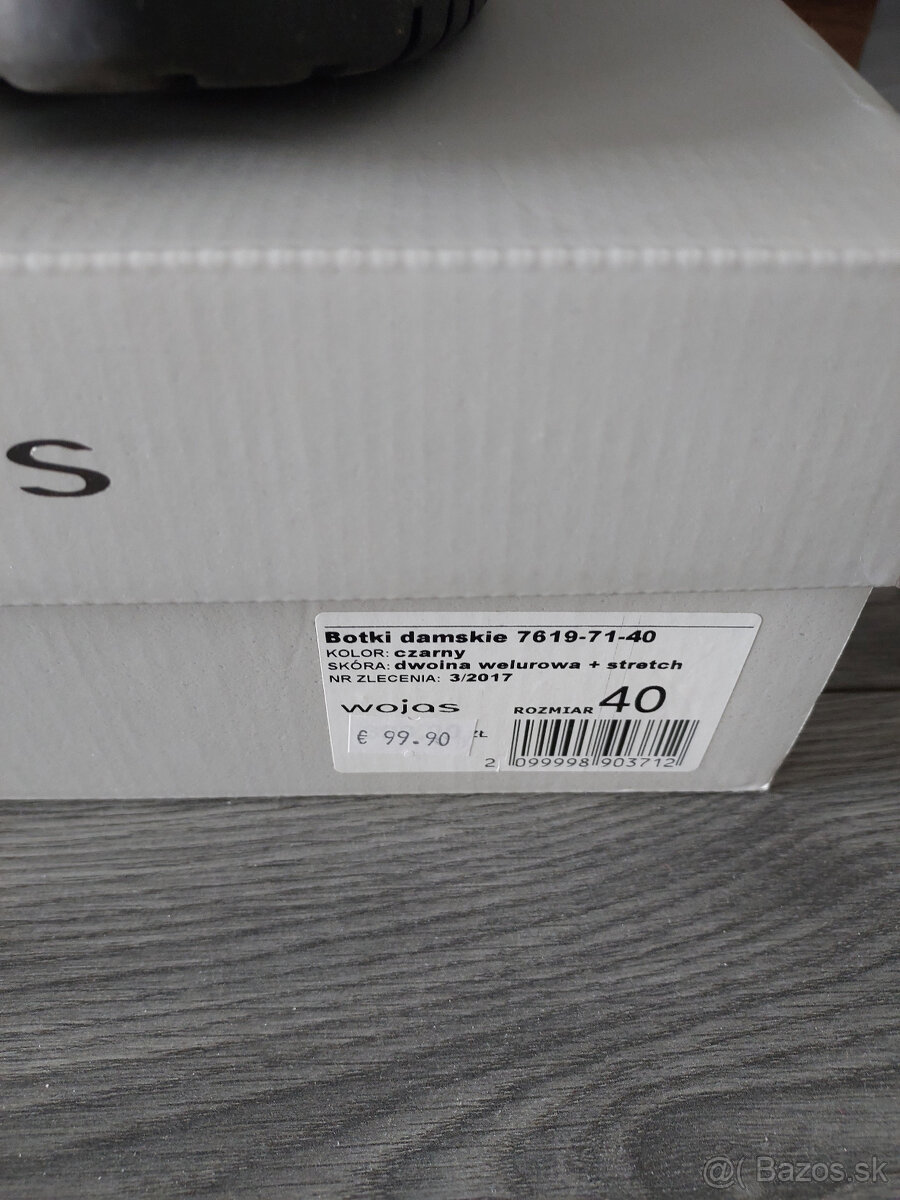 S
Botki damskie 7619-71-40
KOLOR: czarny
SKÓRA: dwoina welurowa + stretch
NR ZLECENIA: 3/2017
wojas
ROZMIAR 40
€ 99.90 ZŁ
2 099998 903712
@( Bazos.sk